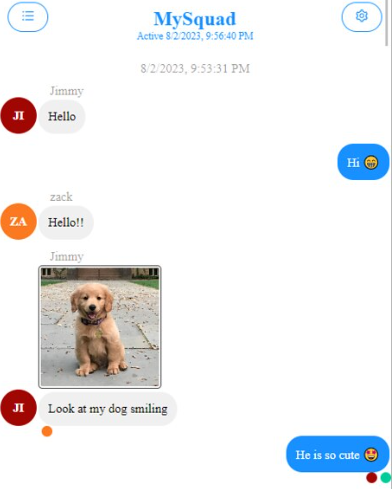 MySquad
Active 8/2/2023, 9:56:40 PM
8/2/2023, 9:53:31 PM
Jimmy
JI
Hello
Hi 😁
zack
ZA
Hello!!
Jimmy
JI
Look at my dog smiling
He is so cute 🤩